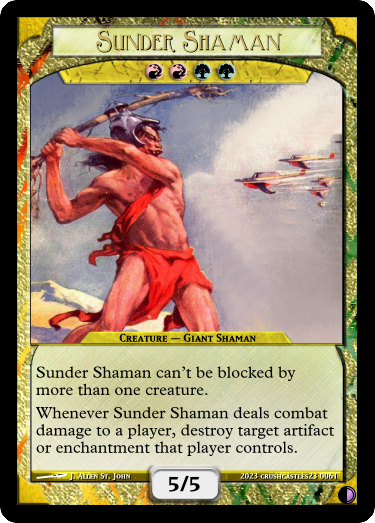 Sunder Shaman
Creature — Giant Shaman
Sunder Shaman can't be blocked by
more than one creature.
Whenever Sunder Shaman deals combat
damage to a player, destroy target artifact
or enchantment that player controls.
J. Allen St. John
5/5
2023 crushcastles23 0061